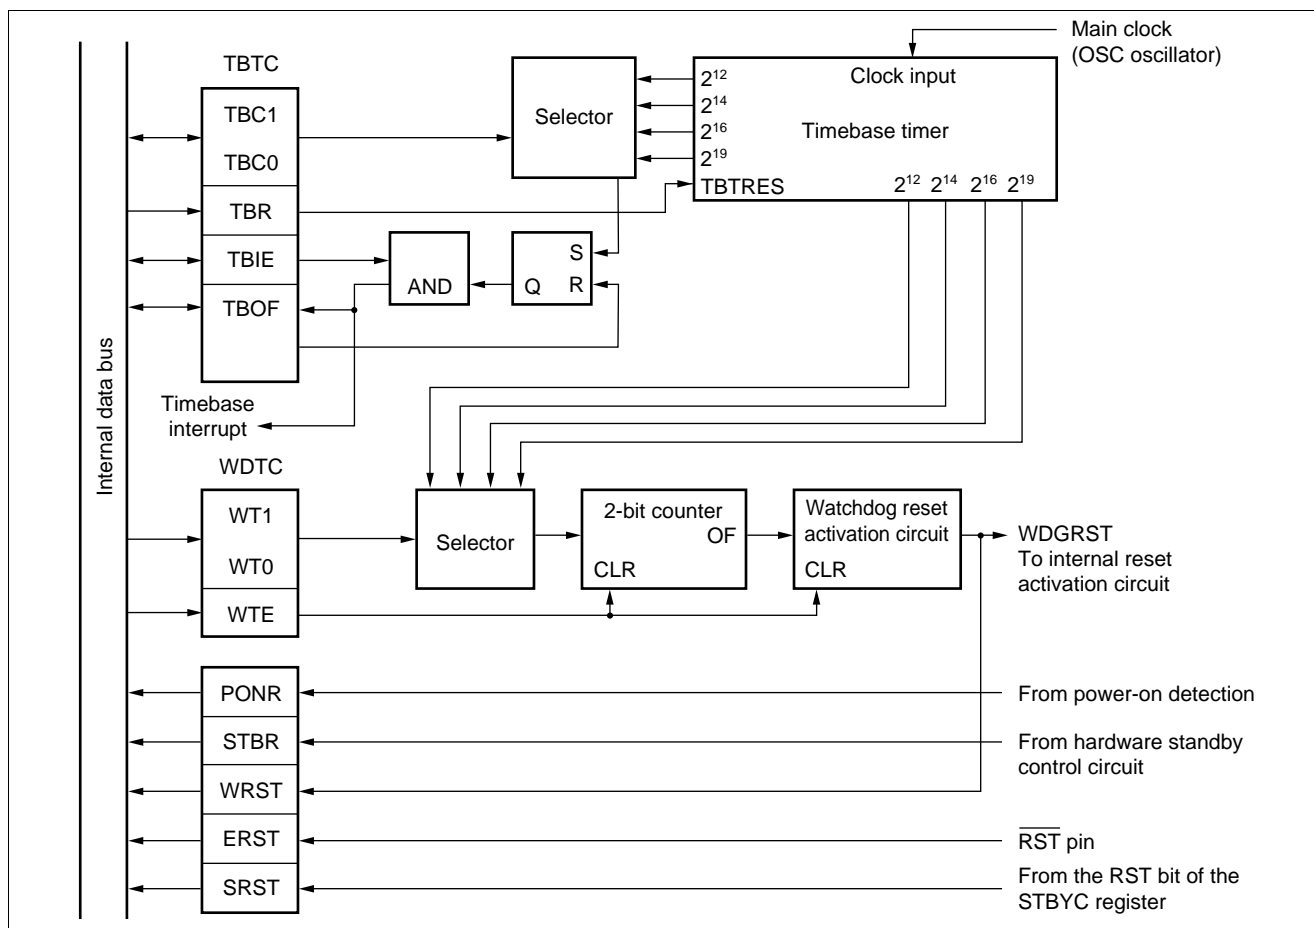 Main clock
(OSC oscillator)
TBTC
TBC1
TBC0
TBR
TBIE
TBOF
Selector
2¹²
2¹⁴
2¹⁶
2¹⁹
Clock input
Timebase timer
TBTRES
2¹² 2¹⁴ 2¹⁶ 2¹⁹
AND
S
Q R
Internal data bus
Timebase
interrupt
WDTC
WT1
WT0
WTE
Selector
2-bit counter
OF
CLR
Watchdog reset
activation circuit
CLR
WDGRST
To internal reset
activation circuit
PONR
From power-on detection
STBR
From hardware standby
control circuit
WRST
ERST
R̅S̅T̅ pin
SRST
From the RST bit of the
STBYC register